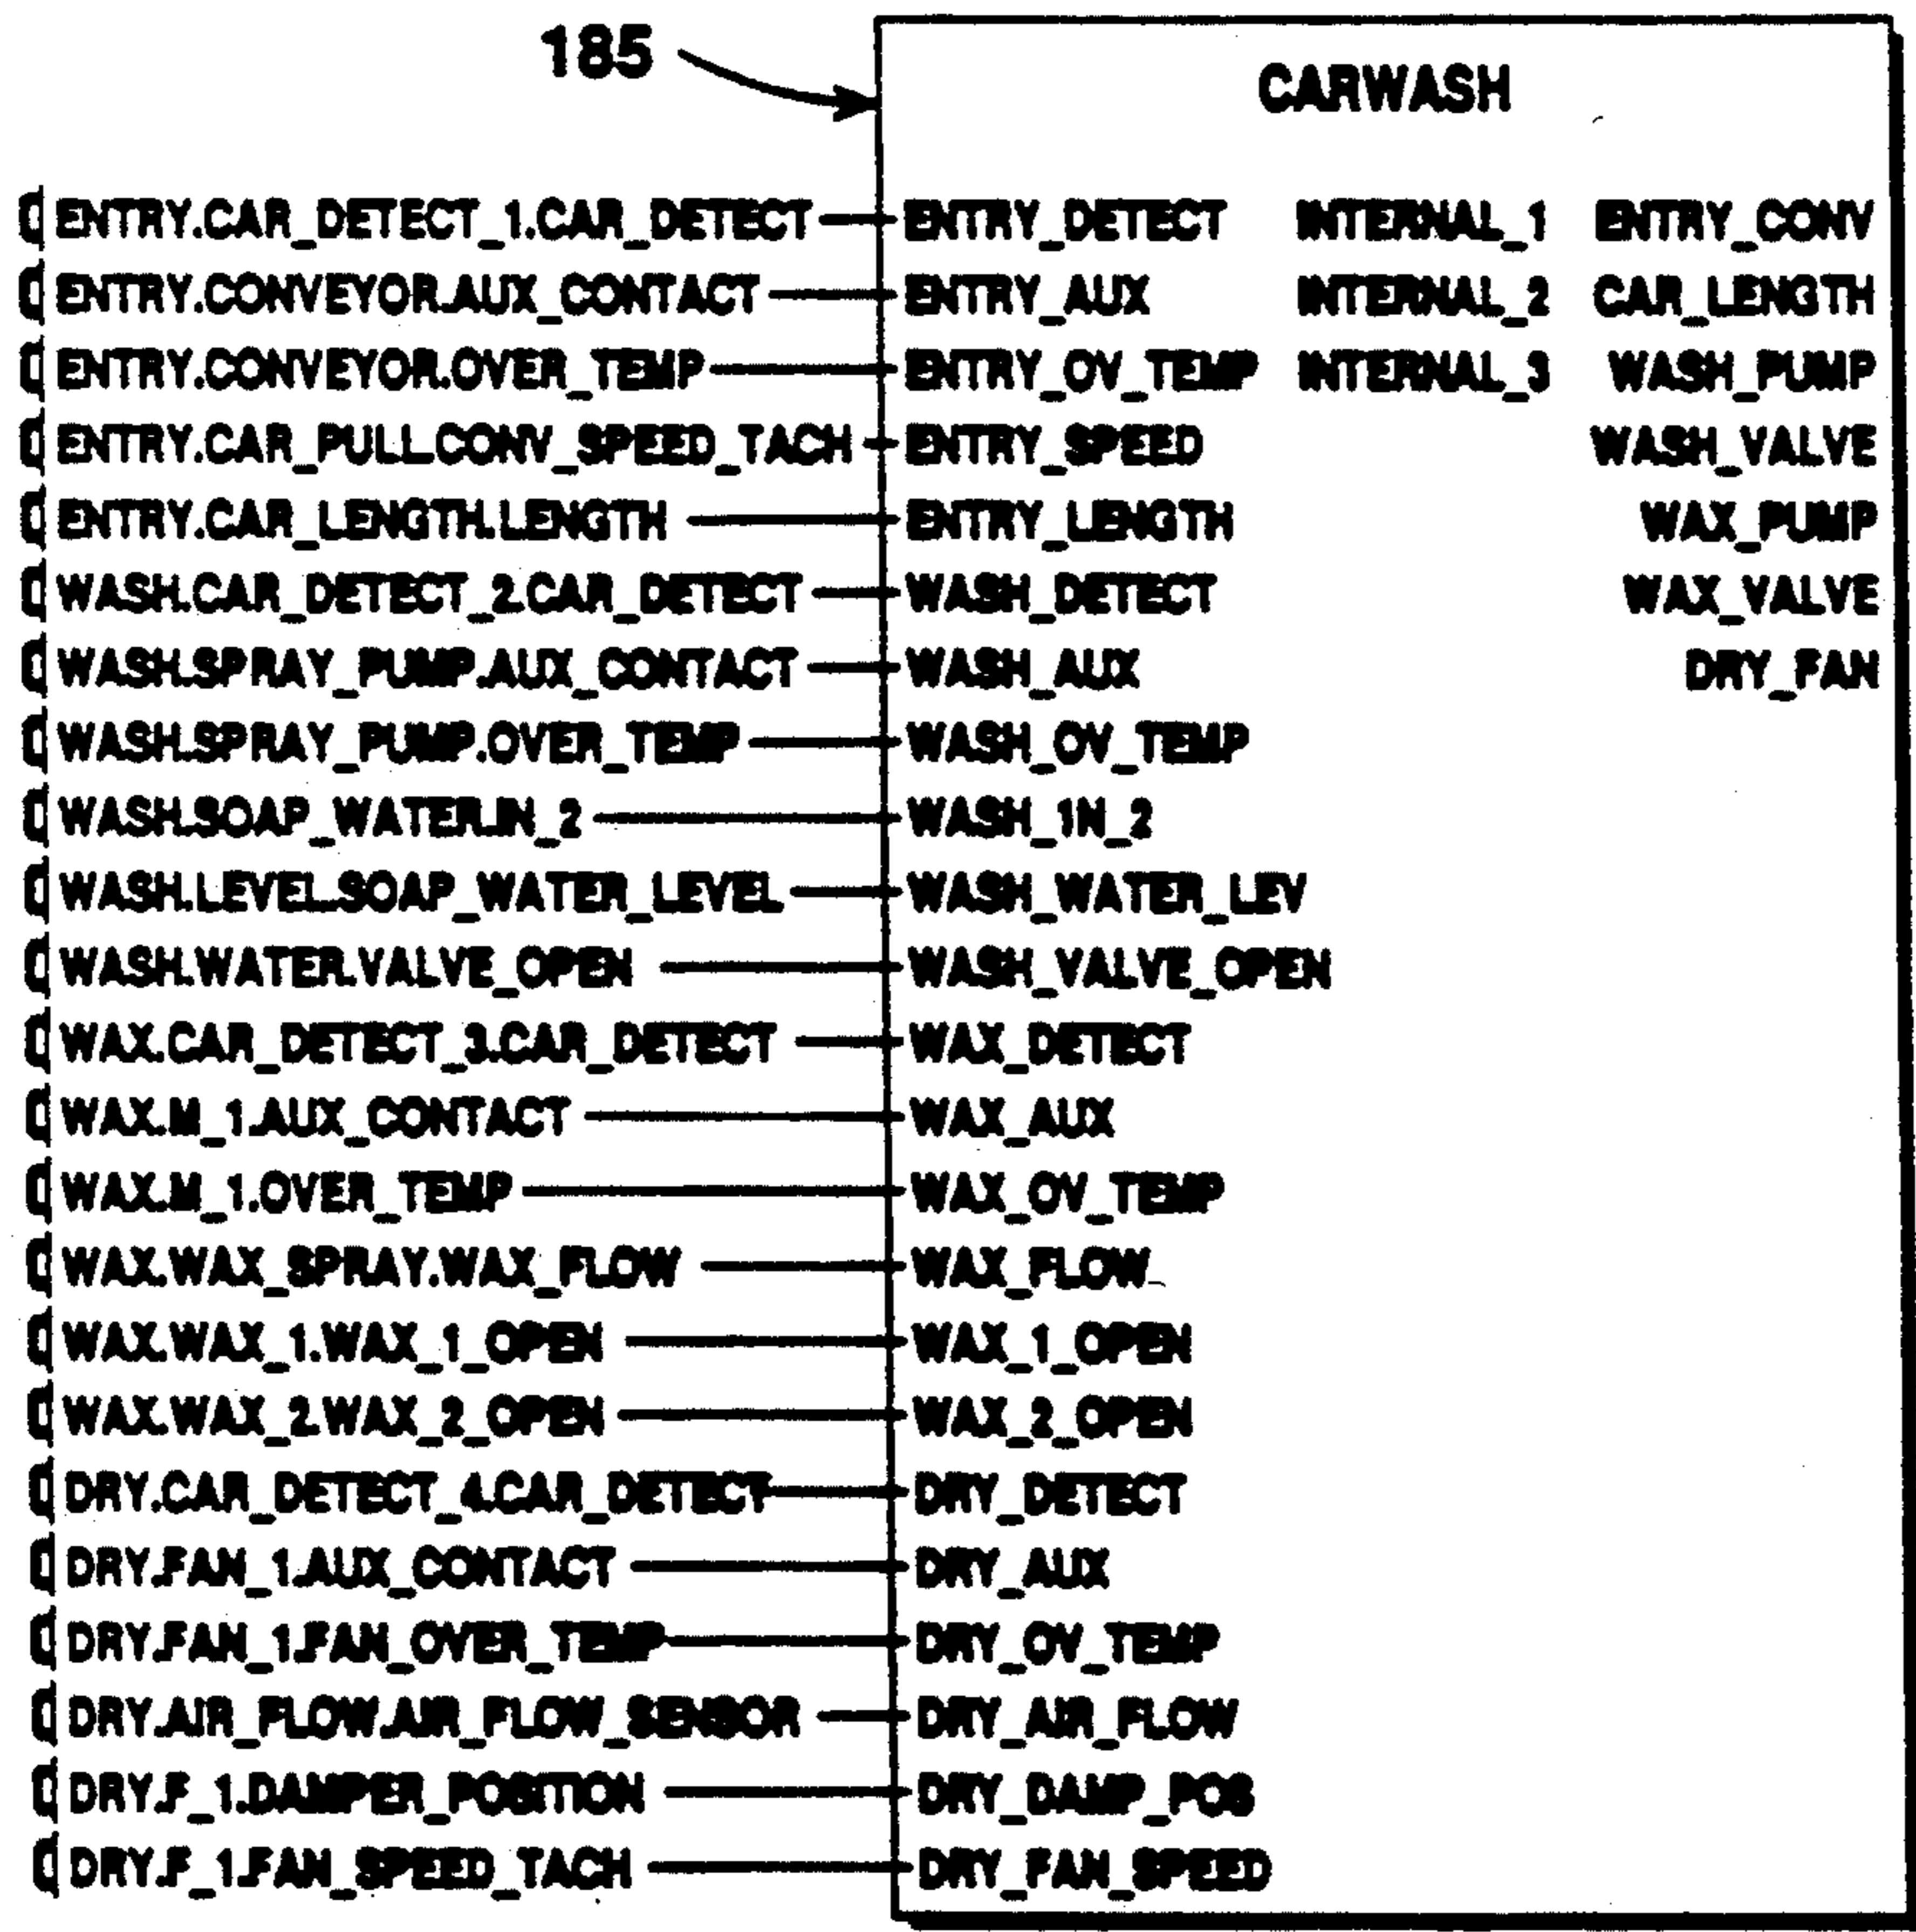 185
CARWASH
ENTRY.CAR_DETECT_1.CAR_DETECT ENTRY_DETECT INTERNAL_1 ENTRY_CONV
ENTRY.CONVEYOR.AUX_CONTACT ENTRY_AUX INTERNAL_2 CAR_LENGTH
ENTRY.CONVEYOR.OVER_TEMP ENTRY_OV_TEMP INTERNAL_3 WASH_PUMP
ENTRY.CAR_PULL.CONV_SPEED_TACH ENTRY_SPEED WASH_VALVE
ENTRY.CAR_LENGTH.LENGTH ENTRY_LENGTH WAX_PUMP
WASH.CAR_DETECT_2.CAR_DETECT WASH_DETECT WAX_VALVE
WASH.SPRAY_PUMP.AUX_CONTACT WASH_AUX DRY_FAN
WASH.SPRAY_PUMP.OVER_TEMP WASH_OV_TEMP
WASH.SOAP_WATER.IN_2 WASH_1N_2
WASH.LEVEL.SOAP_WATER_LEVEL WASH_WATER_LEV
WASH.WATER.VALVE_OPEN WASH_VALVE_OPEN
WAX.CAR_DETECT_3.CAR_DETECT WAX_DETECT
WAX.M_1.AUX_CONTACT WAX_AUX
WAX.M_1.OVER_TEMP WAX_OV_TEMP
WAX.WAX_SPRAY.WAX_FLOW WAX_FLOW
WAX.WAX_1.WAX_1_OPEN WAX_1_OPEN
WAX.WAX_2.WAX_2_OPEN WAX_2_OPEN
DRY.CAR_DETECT_4.CAR_DETECT DRY_DETECT
DRY.FAN_1.AUX_CONTACT DRY_AUX
DRY.FAN_1.FAN_OVER_TEMP DRY_OV_TEMP
DRY.AIR_FLOW.AIR_FLOW_SENSOR DRY_AIR_FLOW
DRY.F_1.DAMPER_POSITION DRY_DAMP_POS
DRY.F_1.FAN_SPEED_TACH DRY_FAN_SPEED